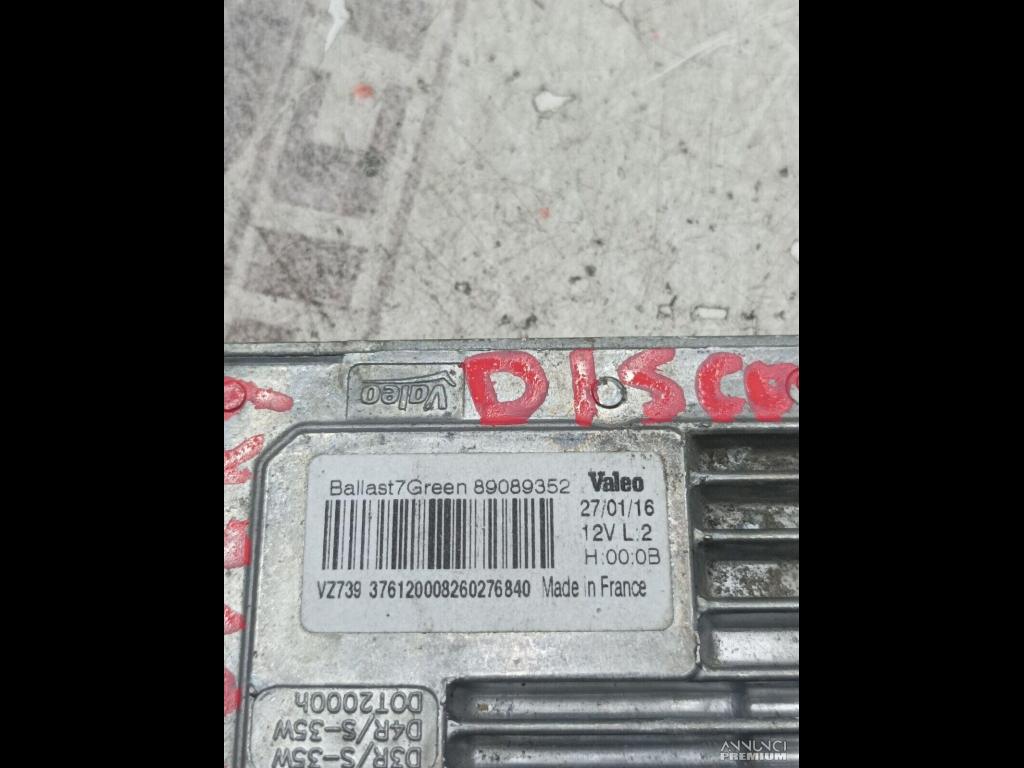 DISCO
Valeo
Ballast7Green 89089352 Valeo
27/01/16
12V L:2
H:00:0B
VZ739 376120008260276840 Made in France
DOT2000h
D4R/S-35W
D3R/S-35W
ANNUNCI
PREMIUM